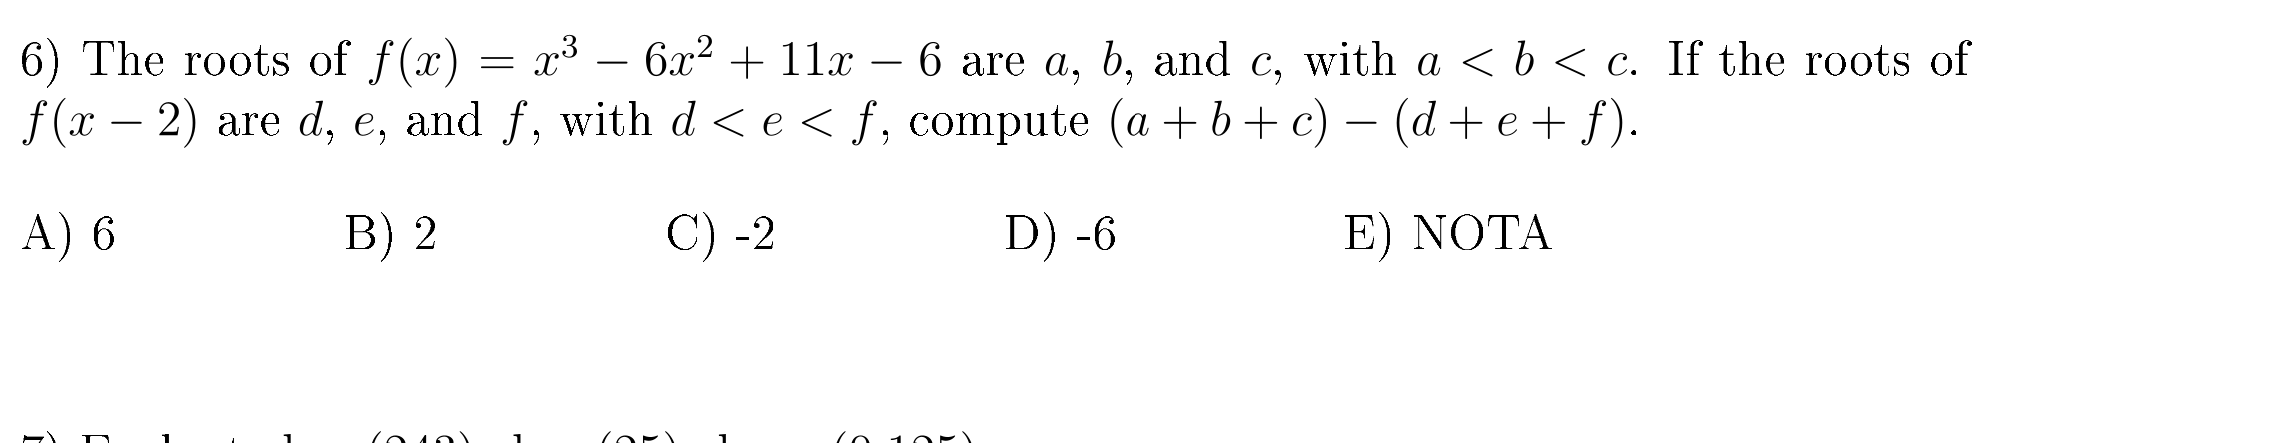 6) The roots of f(x) = x³ − 6x² + 11x − 6 are a, b, and c, with a < b < c. If the roots of
f(x − 2) are d, e, and f, with d < e < f, compute (a + b + c) − (d + e + f).
A) 6 B) 2 C) -2 D) -6 E) NOTA